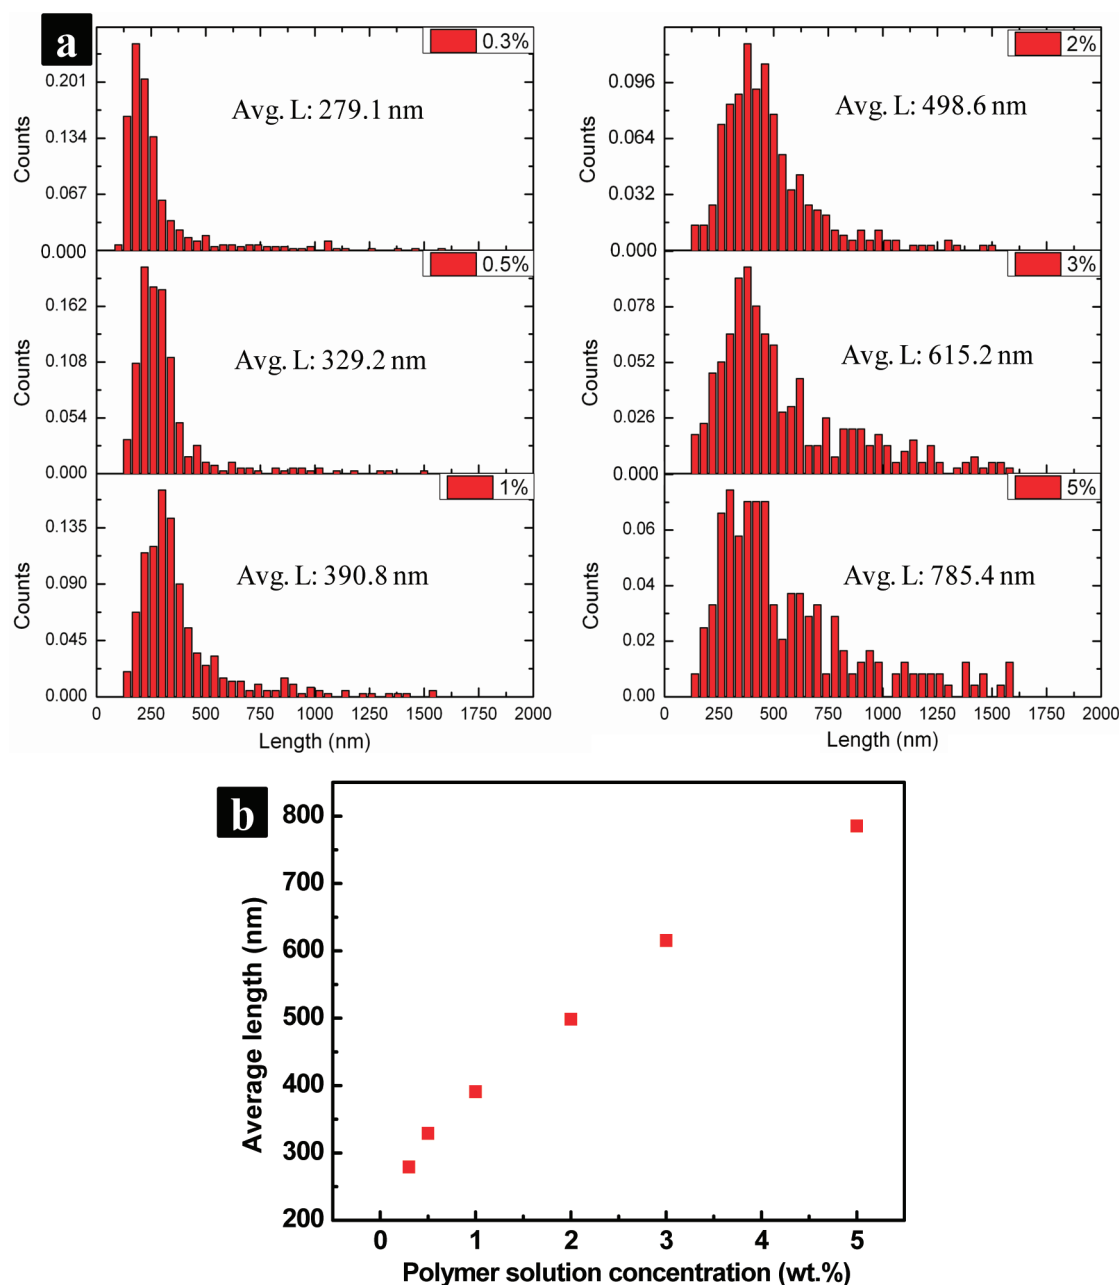 a
0.3%
Avg. L: 279.1 nm
Counts
0.201
0.134
0.067
0.000
0.5%
Avg. L: 329.2 nm
Counts
0.162
0.108
0.054
0.000
1%
Avg. L: 390.8 nm
Counts
0.135
0.090
0.045
0.000
0 250 500 750 1000 1250 1500 1750 2000
Length (nm)
2%
Avg. L: 498.6 nm
Counts
0.096
0.064
0.032
0.000
3%
Avg. L: 615.2 nm
Counts
0.078
0.052
0.026
0.000
5%
Avg. L: 785.4 nm
Counts
0.06
0.04
0.02
0.00
0 250 500 750 1000 1250 1500 1750 2000
Length (nm)
b
Average length (nm)
800
700
600
500
400
300
200
0 1 2 3 4 5
Polymer solution concentration (wt.%)